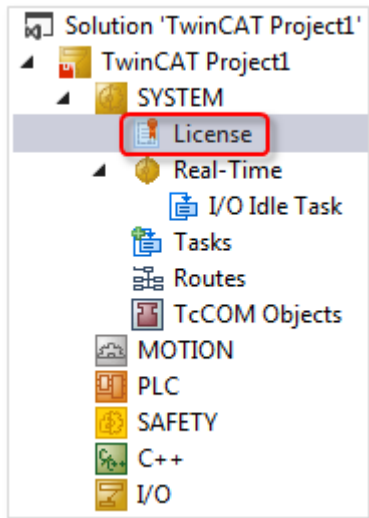 Solution 'TwinCAT Project1'
TwinCAT Project1
SYSTEM
License
Real-Time
I/O Idle Task
Tasks
Routes
TcCOM Objects
MOTION
PLC
SAFETY
C++
I/O